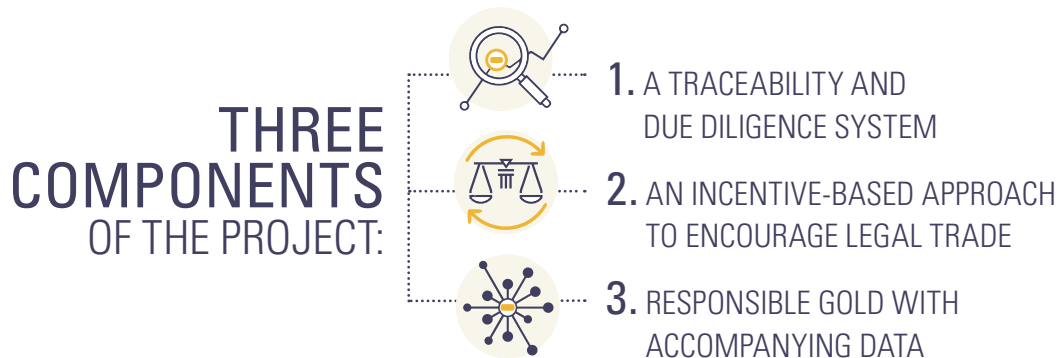 THREE
COMPONENTS
OF THE PROJECT:
1. A TRACEABILITY AND
DUE DILIGENCE SYSTEM
2. AN INCENTIVE-BASED APPROACH
TO ENCOURAGE LEGAL TRADE
3. RESPONSIBLE GOLD WITH
ACCOMPANYING DATA